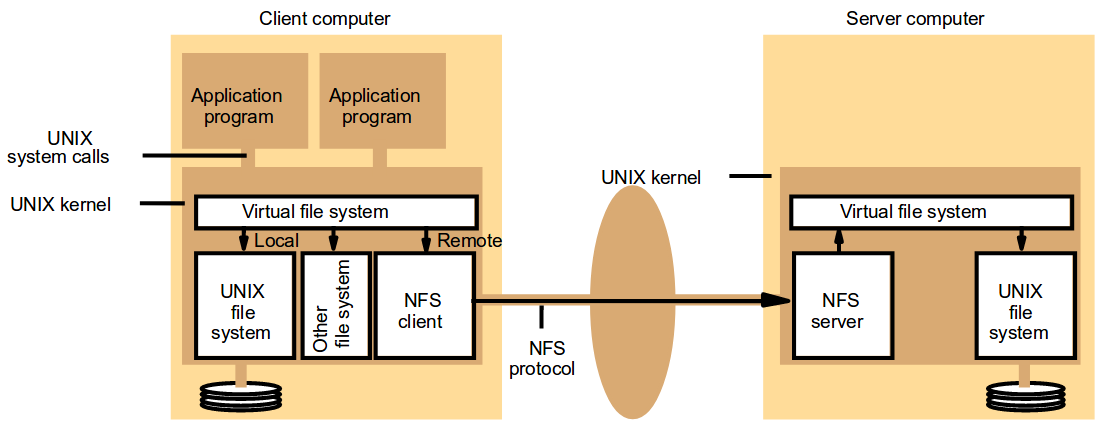 Client computer
Server computer
Application
program
Application
program
UNIX
system calls
UNIX kernel
Virtual file system
Local
Remote
UNIX
file
system
Other
file system
NFS
client
NFS
protocol
UNIX kernel
Virtual file system
NFS
server
UNIX
file
system